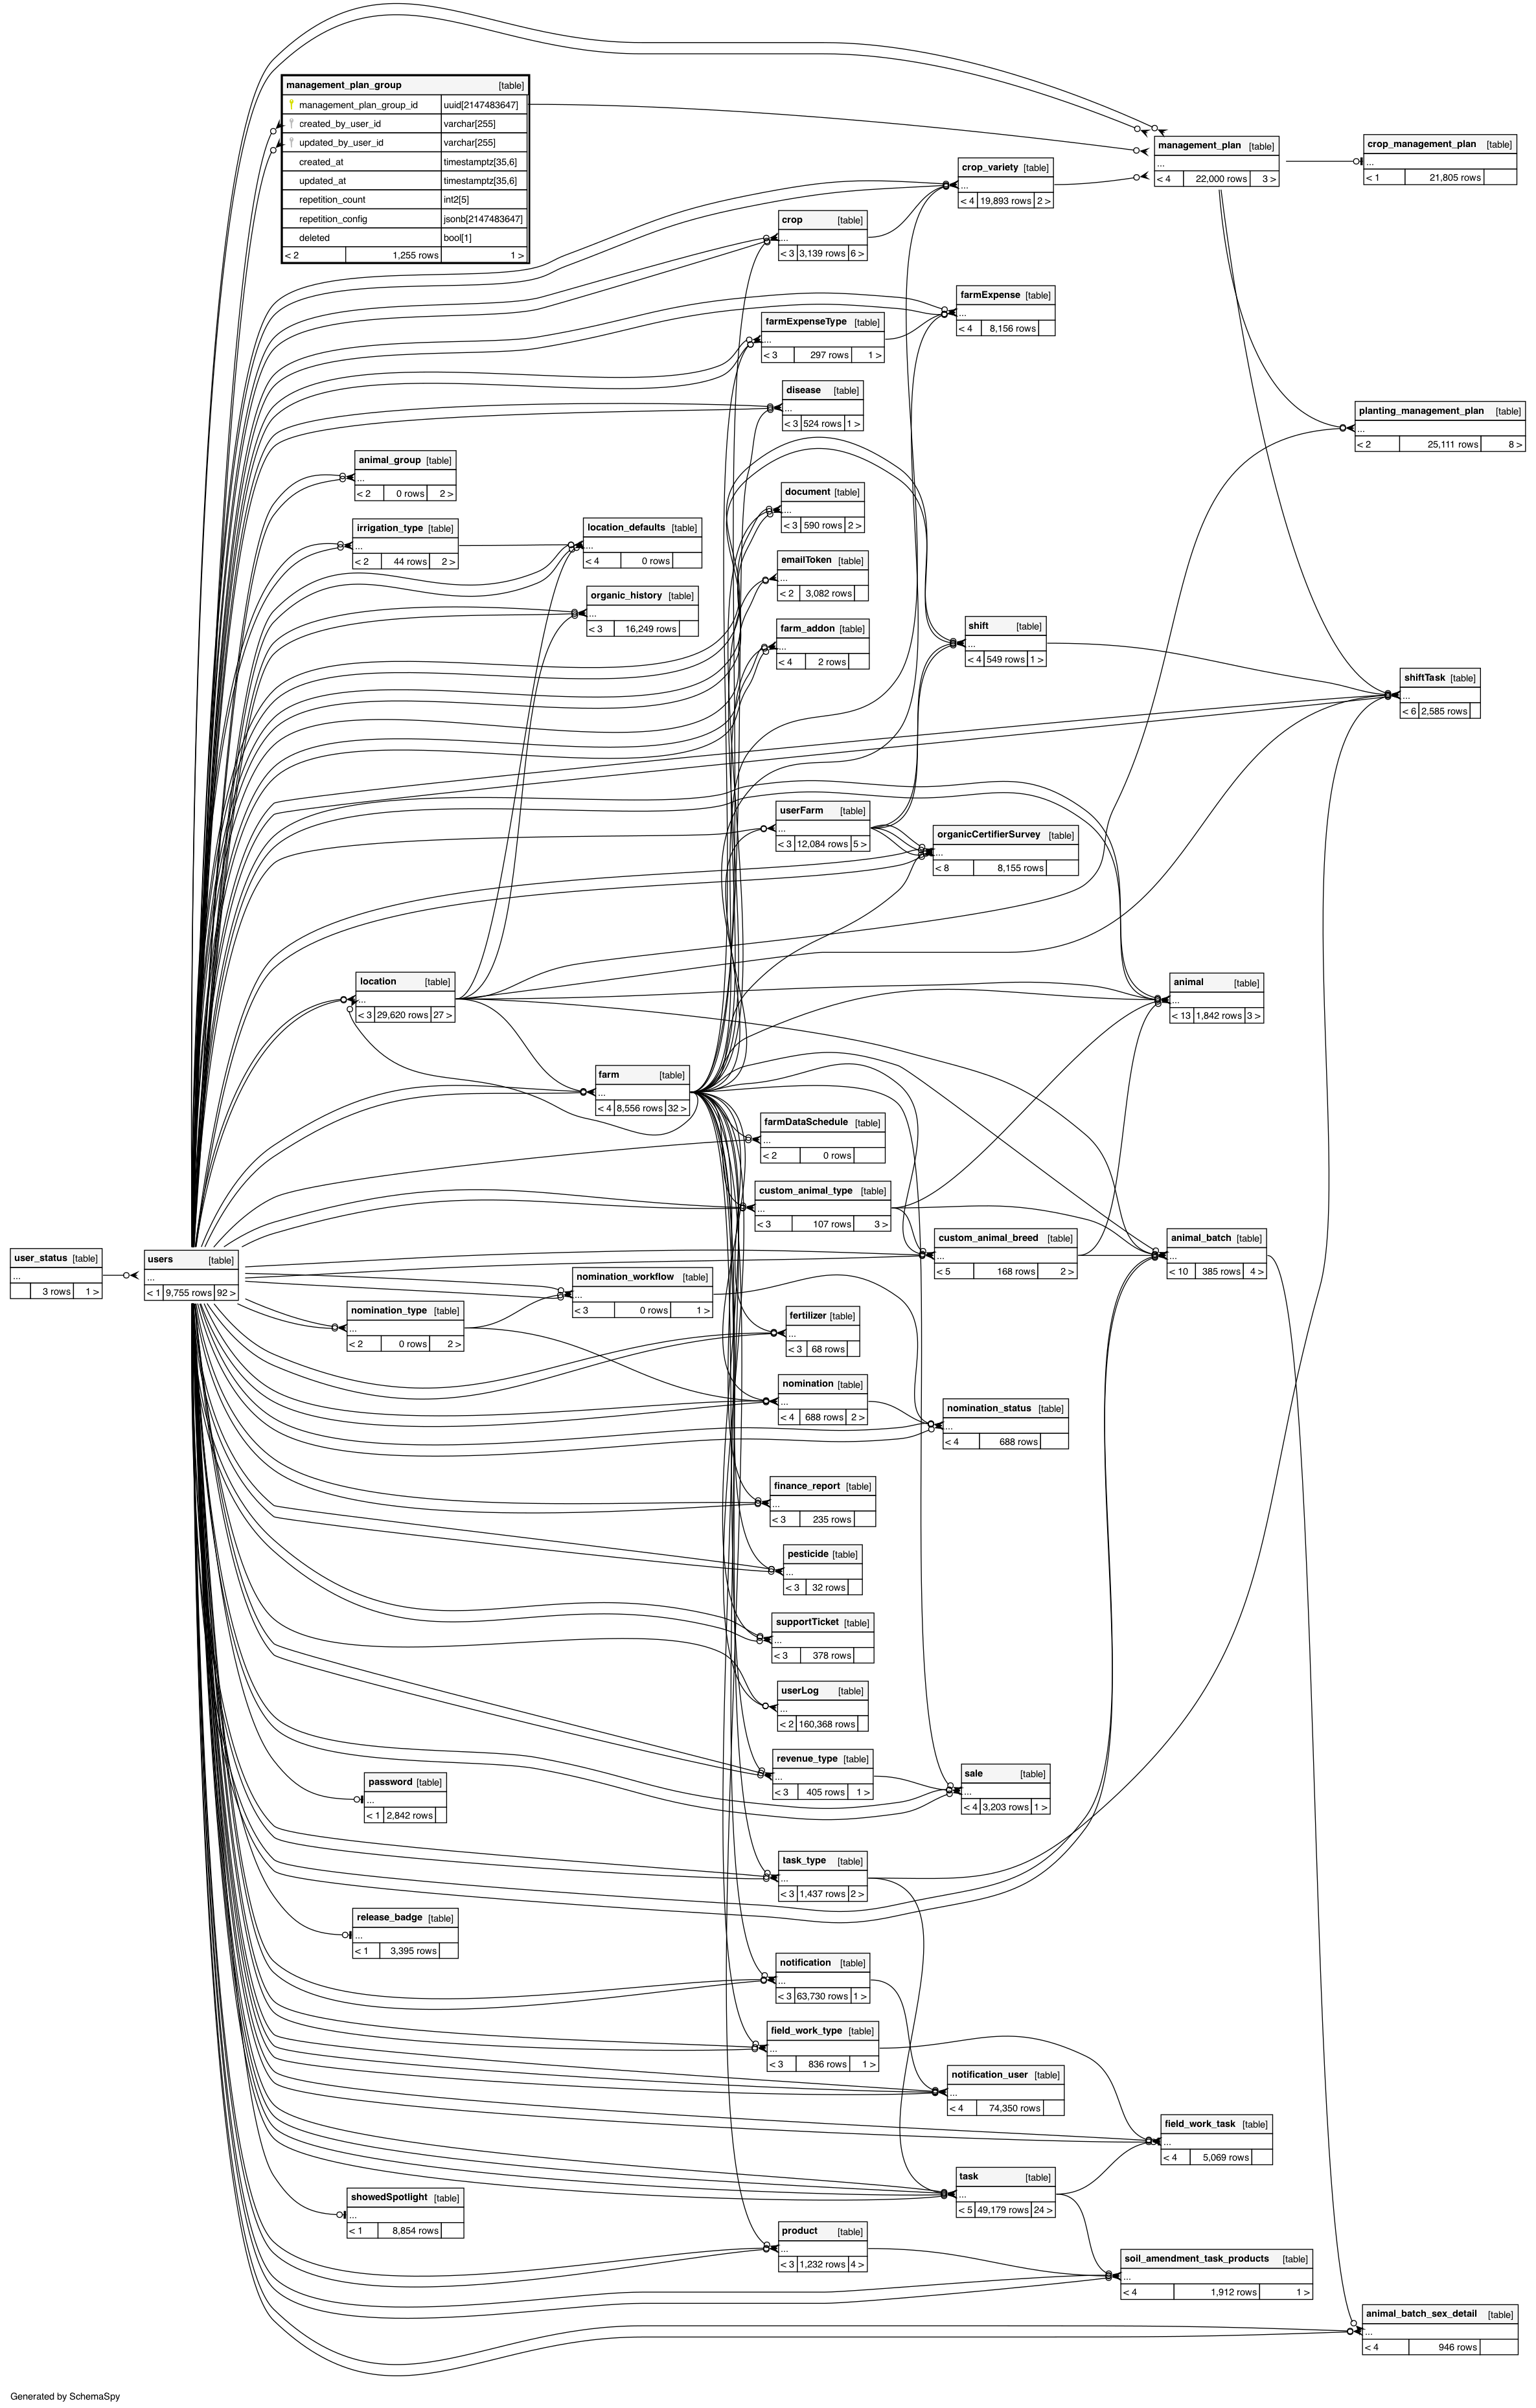 management_plan_group [table]
management_plan_group_id uuid[2147483647]
created_by_user_id varchar[255]
updated_by_user_id varchar[255]
created_at timestamptz[35,6]
updated_at timestamptz[35,6]
repetition_count int2[5]
repetition_config jsonb[2147483647]
deleted bool[1]
< 2 1,255 rows 1 >
management_plan [table]
...
< 4 22,000 rows 3 >
crop_management_plan [table]
...
< 1 21,805 rows
crop_variety [table]
...
< 4 19,893 rows 2 >
crop [table]
...
< 3 3,139 rows 6 >
farmExpense [table]
...
< 4 8,156 rows
farmExpenseType [table]
...
< 3 297 rows 1 >
disease [table]
...
< 3 524 rows 1 >
planting_management_plan [table]
...
< 2 25,111 rows 8 >
animal_group [table]
...
< 2 0 rows 2 >
document [table]
...
< 3 590 rows 2 >
irrigation_type [table]
...
< 2 44 rows 2 >
location_defaults [table]
...
< 4 0 rows
emailToken [table]
...
< 2 3,082 rows
organic_history [table]
...
< 3 16,249 rows
farm_addon [table]
...
< 4 2 rows
shift [table]
...
< 4 549 rows 1 >
shiftTask [table]
...
< 6 2,585 rows
userFarm [table]
...
< 3 12,084 rows 5 >
organicCertifierSurvey [table]
...
< 8 8,155 rows
location [table]
...
< 3 29,620 rows 27 >
animal [table]
...
< 13 1,842 rows 3 >
farm [table]
...
< 4 8,556 rows 32 >
farmDataSchedule [table]
...
< 2 0 rows
custom_animal_type [table]
...
< 3 107 rows 3 >
custom_animal_breed [table]
...
< 5 168 rows 2 >
animal_batch [table]
...
< 10 385 rows 4 >
user_status [table]
...
3 rows 1 >
users [table]
...
< 1 9,755 rows 92 >
nomination_workflow [table]
...
< 3 0 rows 1 >
nomination_type [table]
...
< 2 0 rows 2 >
fertilizer [table]
...
< 3 68 rows
nomination [table]
...
< 4 688 rows 2 >
nomination_status [table]
...
< 4 688 rows
finance_report [table]
...
< 3 235 rows
pesticide [table]
...
< 3 32 rows
supportTicket [table]
...
< 3 378 rows
userLog [table]
...
< 2 160,368 rows
revenue_type [table]
...
< 3 405 rows 1 >
sale [table]
...
< 4 3,203 rows 1 >
password [table]
...
< 1 2,842 rows
task_type [table]
...
< 3 1,437 rows 2 >
release_badge [table]
...
< 1 3,395 rows
notification [table]
...
< 3 63,730 rows 1 >
field_work_type [table]
...
< 3 836 rows 1 >
notification_user [table]
...
< 4 74,350 rows
field_work_task [table]
...
< 4 5,069 rows
task [table]
...
< 5 49,179 rows 24 >
showedSpotlight [table]
...
< 1 8,854 rows
product [table]
...
< 3 1,232 rows 4 >
soil_amendment_task_products [table]
...
< 4 1,912 rows 1 >
animal_batch_sex_detail [table]
...
< 4 946 rows
Generated by SchemaSpy